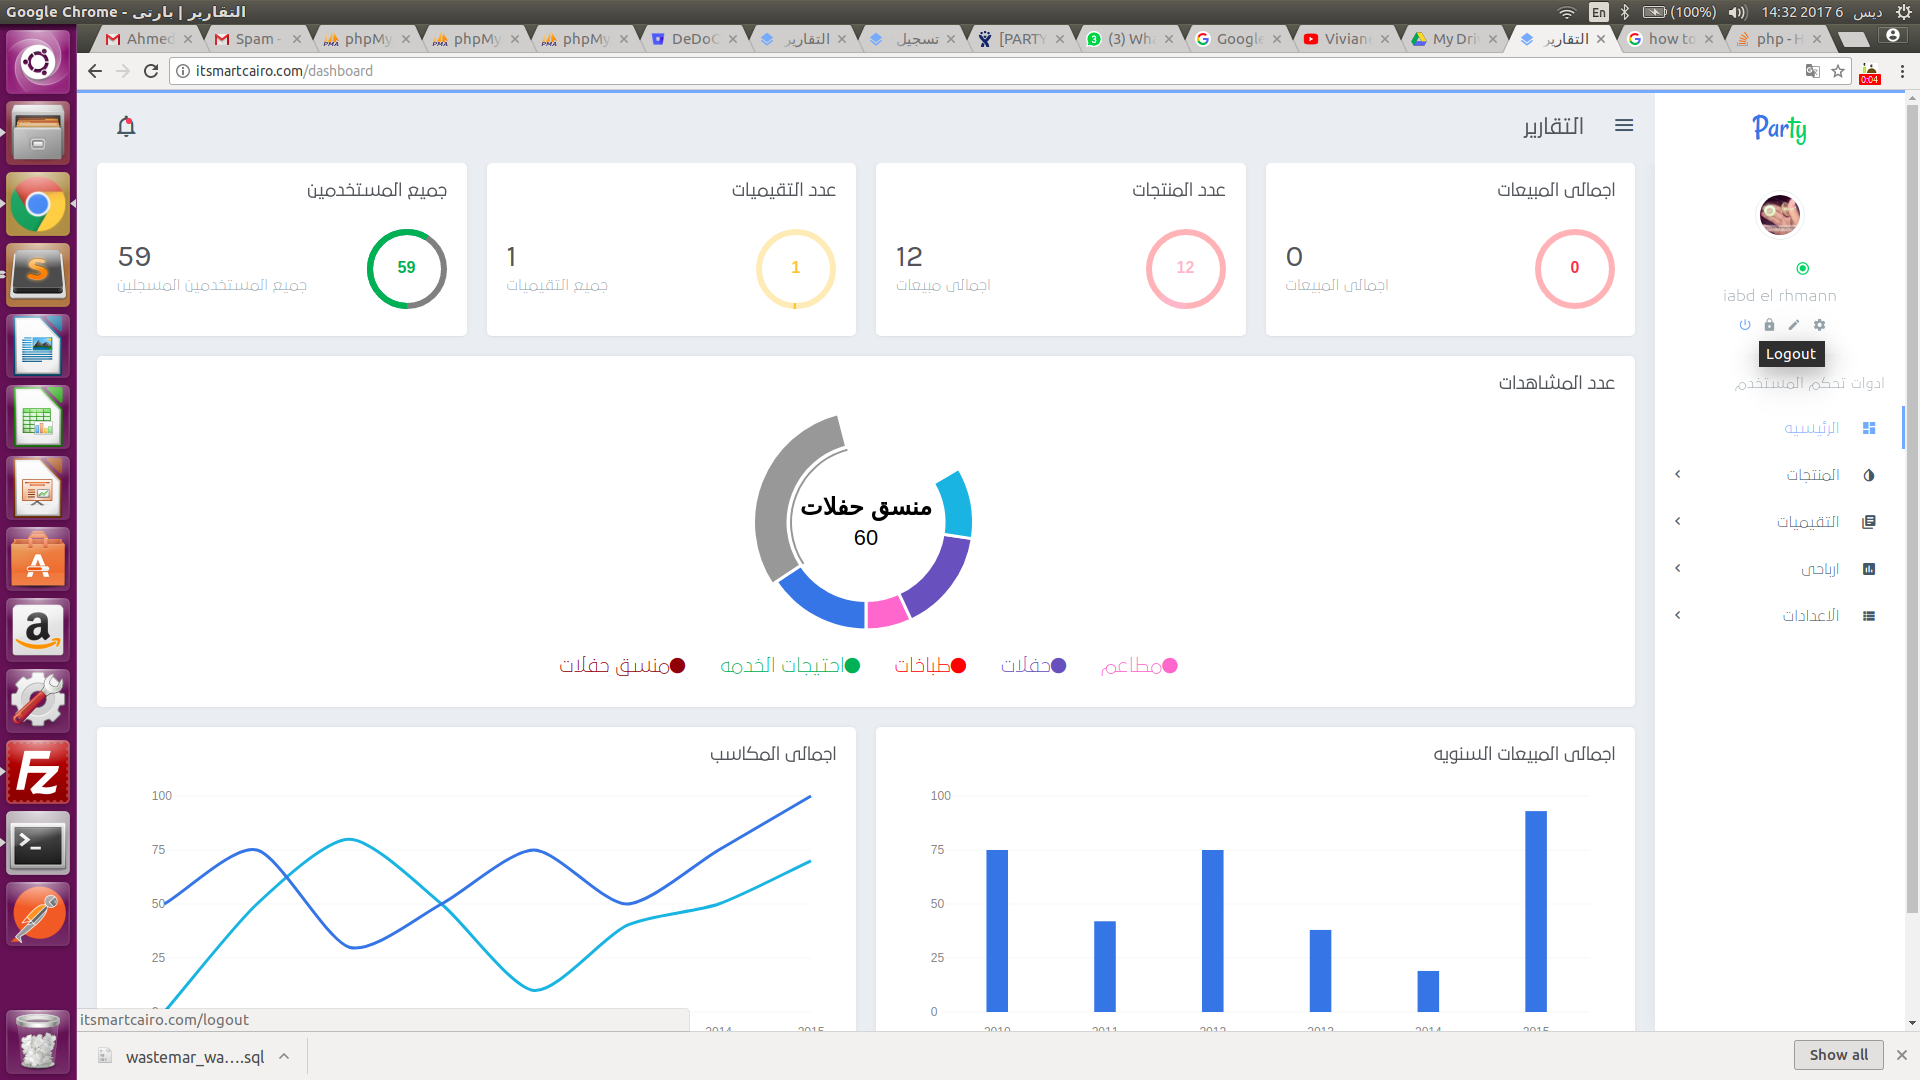 Google Chrome - التقارير | بارتى
En
(100%)
14:32 2017 ديس 6
Ahmed
Spam -
phpMy
phpMy
phpMy
DeDoC
التقارير
تسجيل
[PARTY
(3) Wha
Google
Vivian
My Dri
التقارير
how to
php - H
itsmartcairo.com/dashboard
0:04
التقارير
Party
جميع المستخدمين
59
59
جميع المستخدمين المسجلين
عدد التقيميات
1
1
جميع التقيميات
عدد المنتجات
12
12
اجمالى مبيعات
اجمالى المبيعات
0
0
اجمالى المبيعات
iabd el rhmann
Logout
ادوات تحكم المستخدم
الرئيسيه
المنتجات
التقيميات
ارباحى
الاعدادات
عدد المشاهدات
منسق حفلات
60
مطاعم
حفلات
طباخات
احتيجات الخدمه
منسق حفلات
اجمالى المكاسب
100
75
50
25
0
2014
2015
اجمالى المبيعات السنويه
100
75
50
25
0
2010
2011
2012
2013
2014
2015
itsmartcairo.com/logout
wastemar_wa....sql
Show all